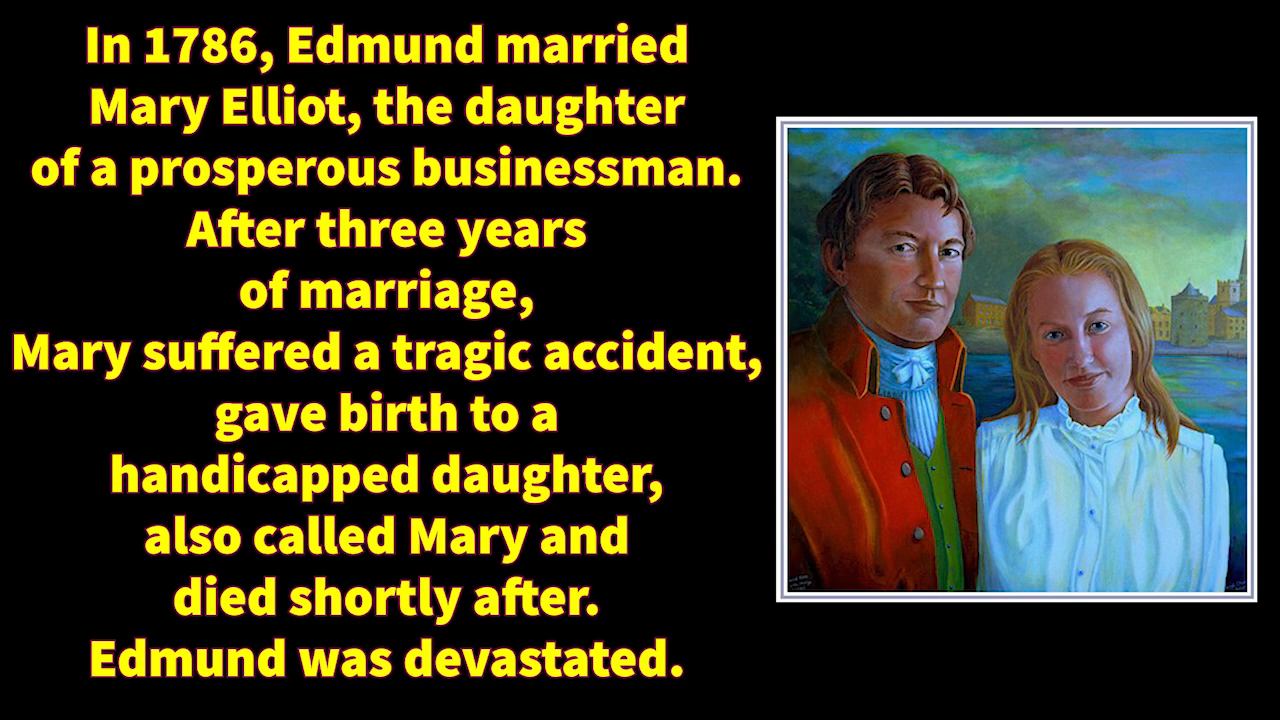 In 1786, Edmund married
Mary Elliot, the daughter
of a prosperous businessman.
After three years
of marriage,
Mary suffered a tragic accident,
gave birth to a
handicapped daughter,
also called Mary and
died shortly after.
Edmund was devastated.